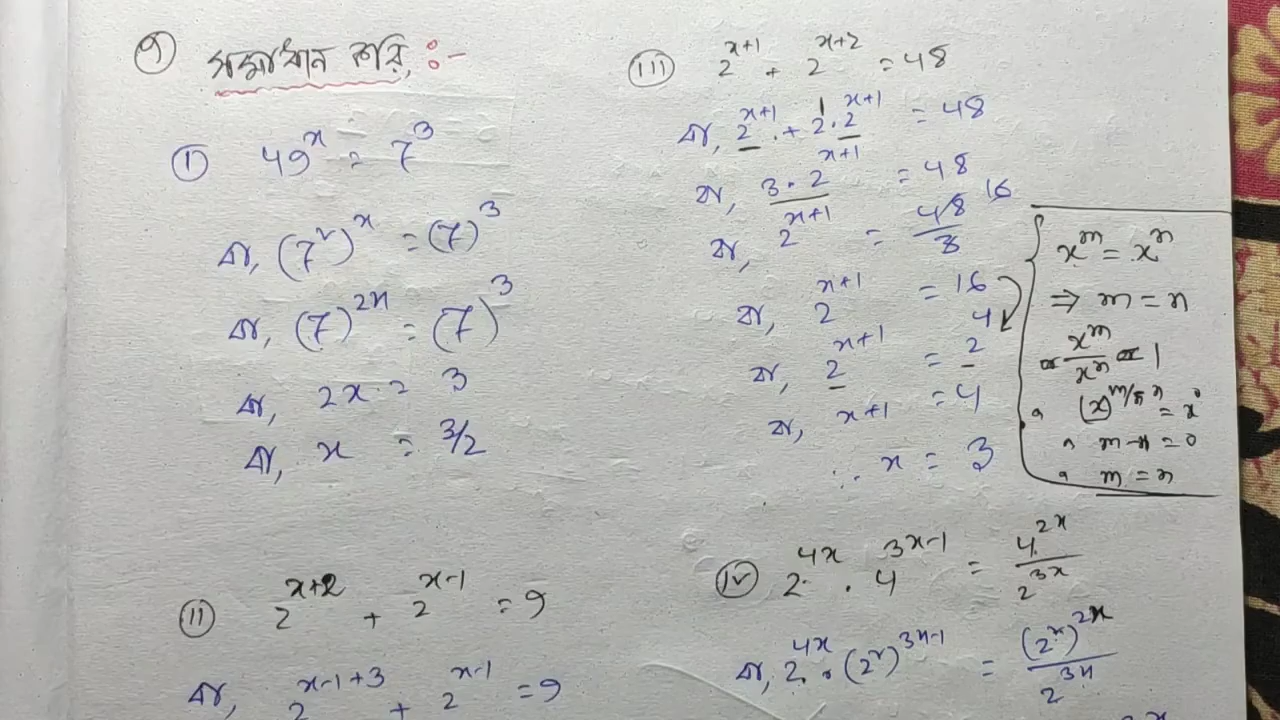 ৭) সমাধান করি, :-
(I) 49^x = 7^3
বা, (7^2)^x = (7)^3
বা, (7)^2x = (7)^3
বা, 2x = 3
বা, x = 3/2
(II) 2^x+2 + 2^x-1 = 9
বা, 2^x-1+3 + 2^x-1 = 9
(III) 2^x+1 + 2^x+2 = 48
বা, 2^x+1 + 2^1 . 2^x+1 = 48
বা, 3 . 2^x+1 = 48
বা, 2^x+1 = 48/3 16
বা, 2^x+1 = 16
বা, 2^x+1 = 2^4
বা, x+1 = 4
∴ x = 3
x^m = x^n
⇒ m = n
x^m/x^n = 1
m-n = 0
m = n
(IV) 2^4x . 4^3x-1 = 4^2x/2^3x
বা, 2^4x . (2^2)^3x-1 = (2^2)^2x/2^3x